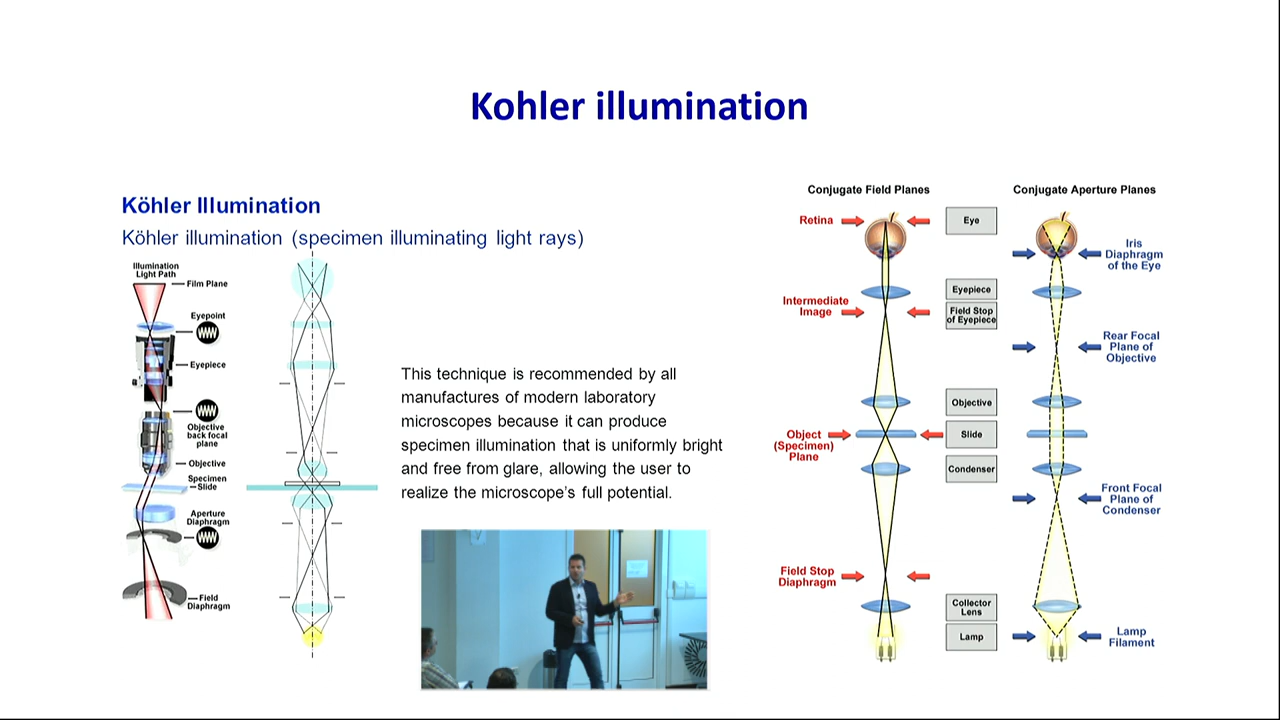 Kohler illumination
Köhler Illumination
Köhler illumination (specimen illuminating light rays)
Illumination
Light Path
Film Plane
Eyepoint
Eyepiece
Objective
back focal
plane
Objective
Specimen
Slide
Aperture
Diaphragm
Field
Diaphragm
This technique is recommended by all
manufactures of modern laboratory
microscopes because it can produce
specimen illumination that is uniformly bright
and free from glare, allowing the user to
realize the microscope's full potential.
Conjugate Field Planes
Retina
Intermediate
Image
Object
(Specimen)
Plane
Field Stop
Diaphragm
Eye
Eyepiece
Field Stop
of Eyepiece
Objective
Slide
Condenser
Collector
Lens
Lamp
Conjugate Aperture Planes
Iris
Diaphragm
of the Eye
Rear Focal
Plane of
Objective
Front Focal
Plane of
Condenser
Lamp
Filament